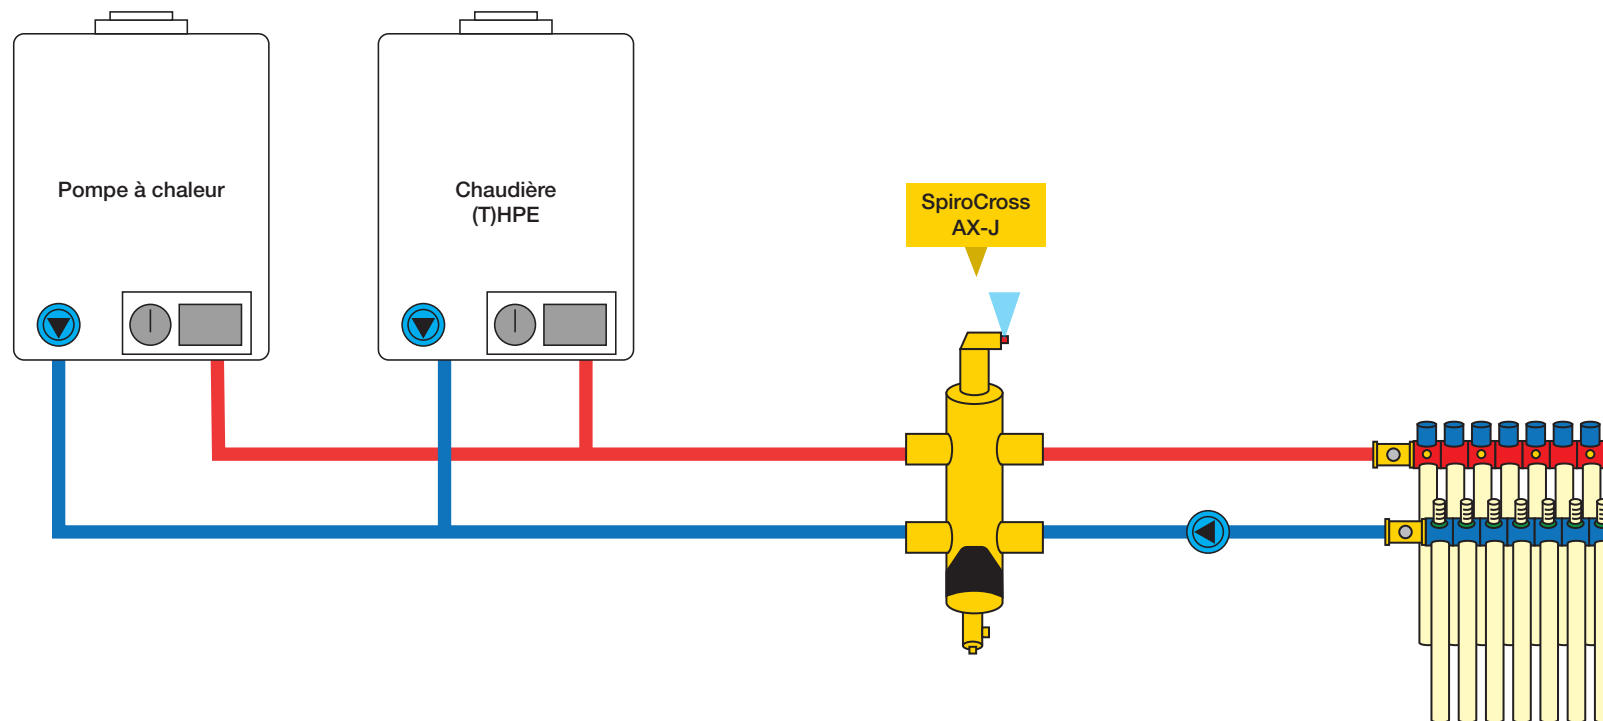 Pompe à chaleur
Chaudière
(T)HPE
SpiroCross
AX-J